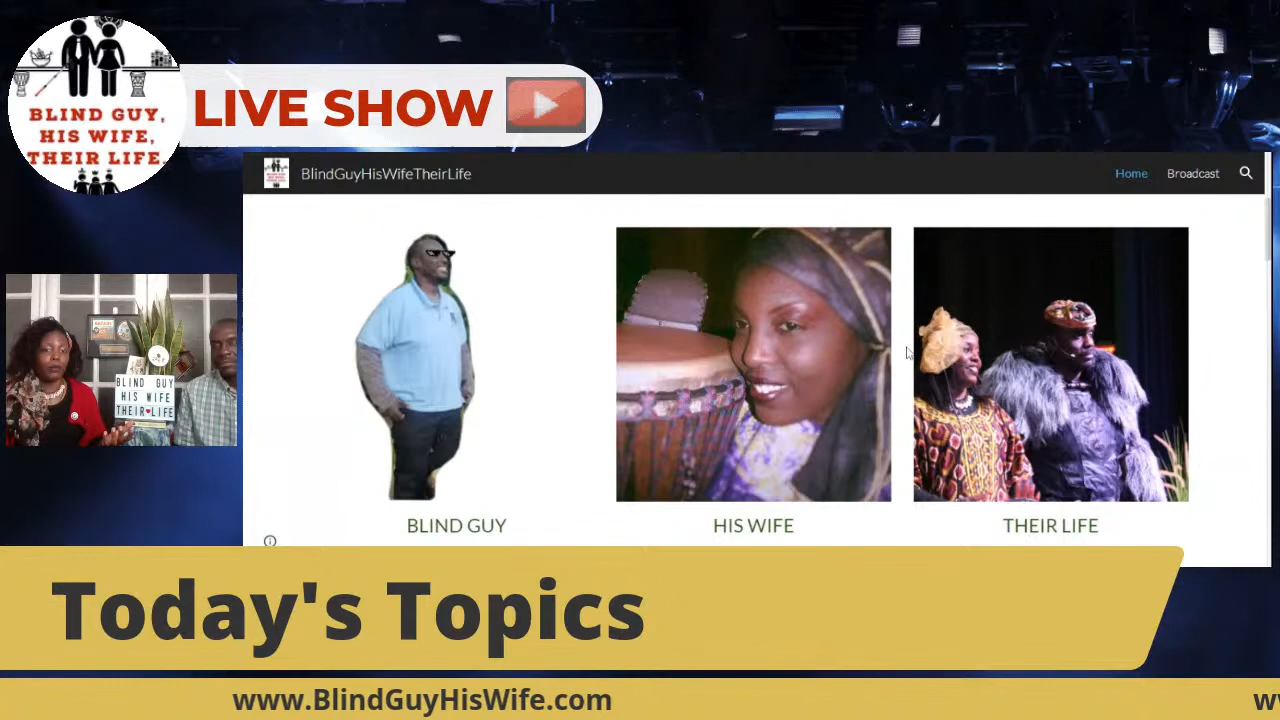 BLIND GUY,
HIS WIFE,
THEIR LIFE.
LIVE SHOW
BlindGuyHisWifeTheirLife
Home
Broadcast
BLIND GUY
HIS WIFE
THEIR LIFE
BLIND GUY
HIS WIFE
THEIR♥LIFE
Today's Topics
www.BlindGuyHisWife.com